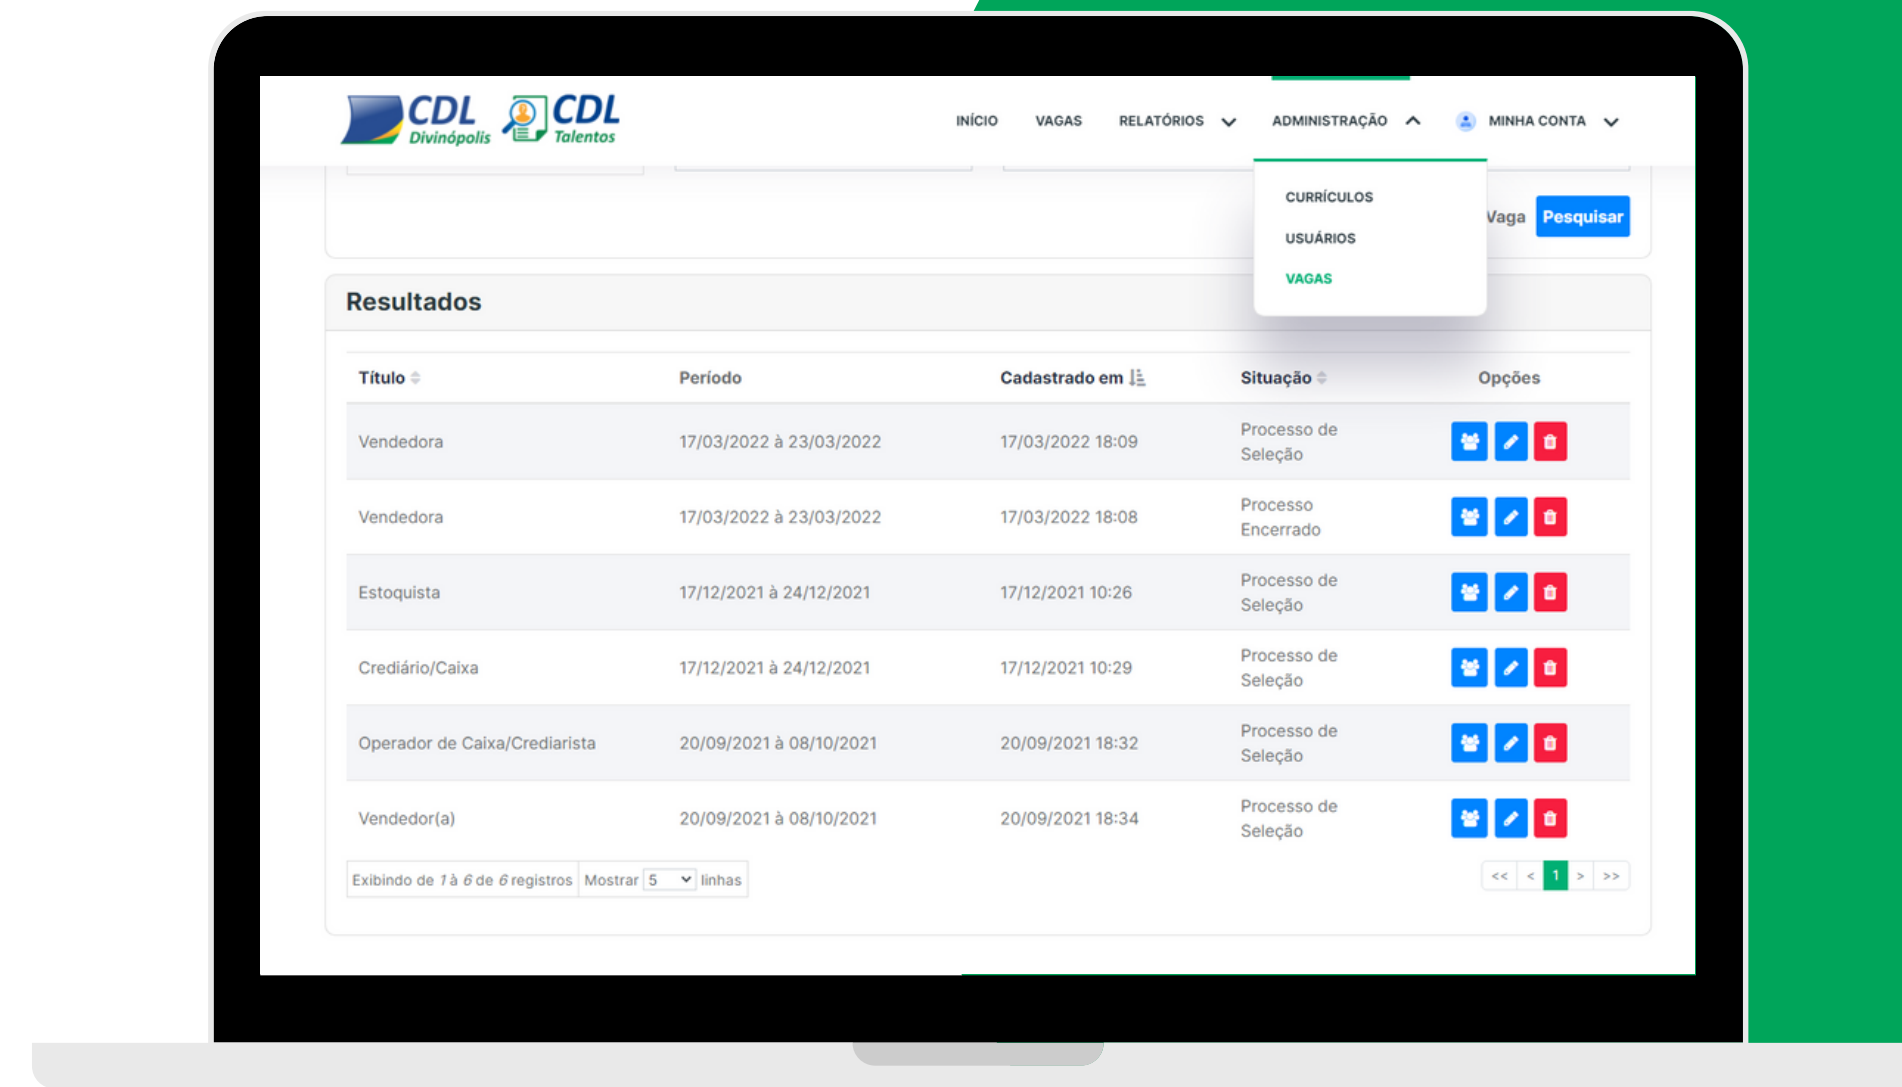 CDL
Divinópolis
CDL
Talentos
INÍCIO VAGAS RELATÓRIOS ADMINISTRAÇÃO MINHA CONTA
CURRÍCULOS
USUÁRIOS
VAGAS
Vaga Pesquisar
Resultados
Título Período Cadastrado em Situação Opções
Vendedora 17/03/2022 à 23/03/2022 17/03/2022 18:09 Processo de
Seleção
Vendedora 17/03/2022 à 23/03/2022 17/03/2022 18:08 Processo
Encerrado
Estoquista 17/12/2021 à 24/12/2021 17/12/2021 10:26 Processo de
Seleção
Crediário/Caixa 17/12/2021 à 24/12/2021 17/12/2021 10:29 Processo de
Seleção
Operador de Caixa/Crediarista 20/09/2021 à 08/10/2021 20/09/2021 18:32 Processo de
Seleção
Vendedor(a) 20/09/2021 à 08/10/2021 20/09/2021 18:34 Processo de
Seleção
Exibindo de 1 à 6 de 6 registros Mostrar 5 linhas << < 1 > >>